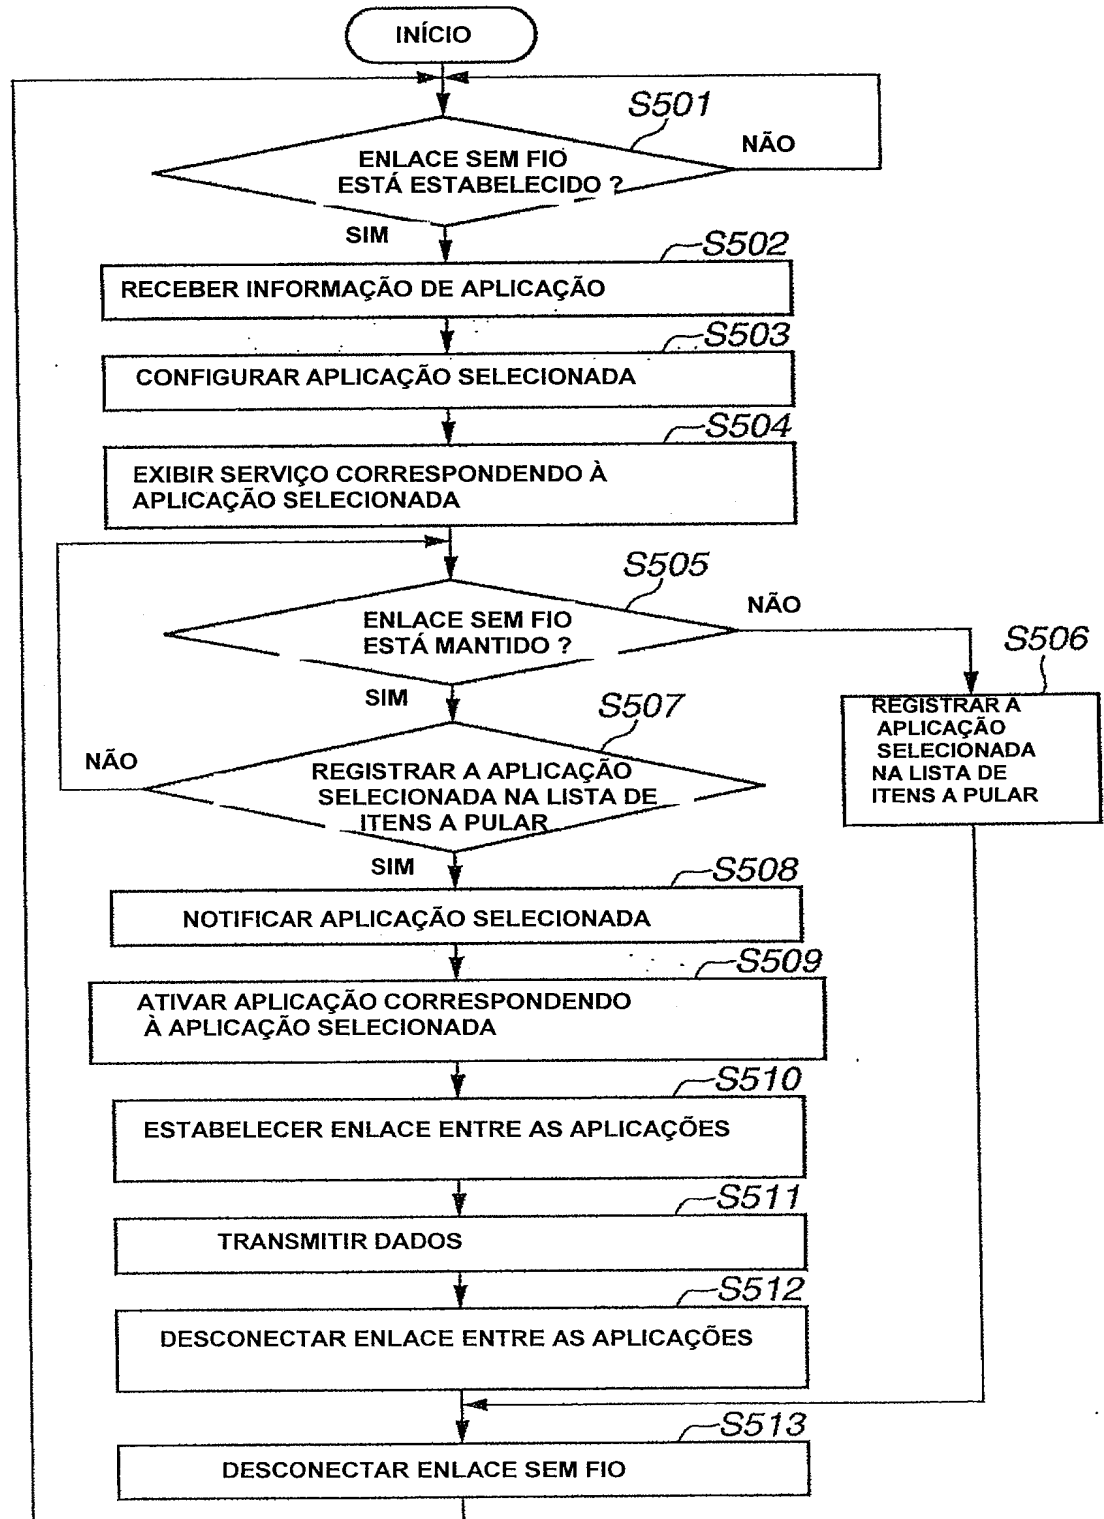 INÍCIO
S501
ENLACE SEM FIO
ESTÁ ESTABELECIDO ?
NÃO
SIM
S502
RECEBER INFORMAÇÃO DE APLICAÇÃO
S503
CONFIGURAR APLICAÇÃO SELECIONADA
S504
EXIBIR SERVIÇO CORRESPONDENDO À
APLICAÇÃO SELECIONADA
S505
ENLACE SEM FIO
ESTÁ MANTIDO ?
NÃO
SIM
S506
REGISTRAR A
APLICAÇÃO
SELECIONADA
NA LISTA DE
ITENS A PULAR
S507
REGISTRAR A APLICAÇÃO
SELECIONADA NA LISTA DE
ITENS A PULAR
NÃO
SIM
S508
NOTIFICAR APLICAÇÃO SELECIONADA
S509
ATIVAR APLICAÇÃO CORRESPONDENDO
À APLICAÇÃO SELECIONADA
S510
ESTABELECER ENLACE ENTRE AS APLICAÇÕES
S511
TRANSMITIR DADOS
S512
DESCONECTAR ENLACE ENTRE AS APLICAÇÕES
S513
DESCONECTAR ENLACE SEM FIO